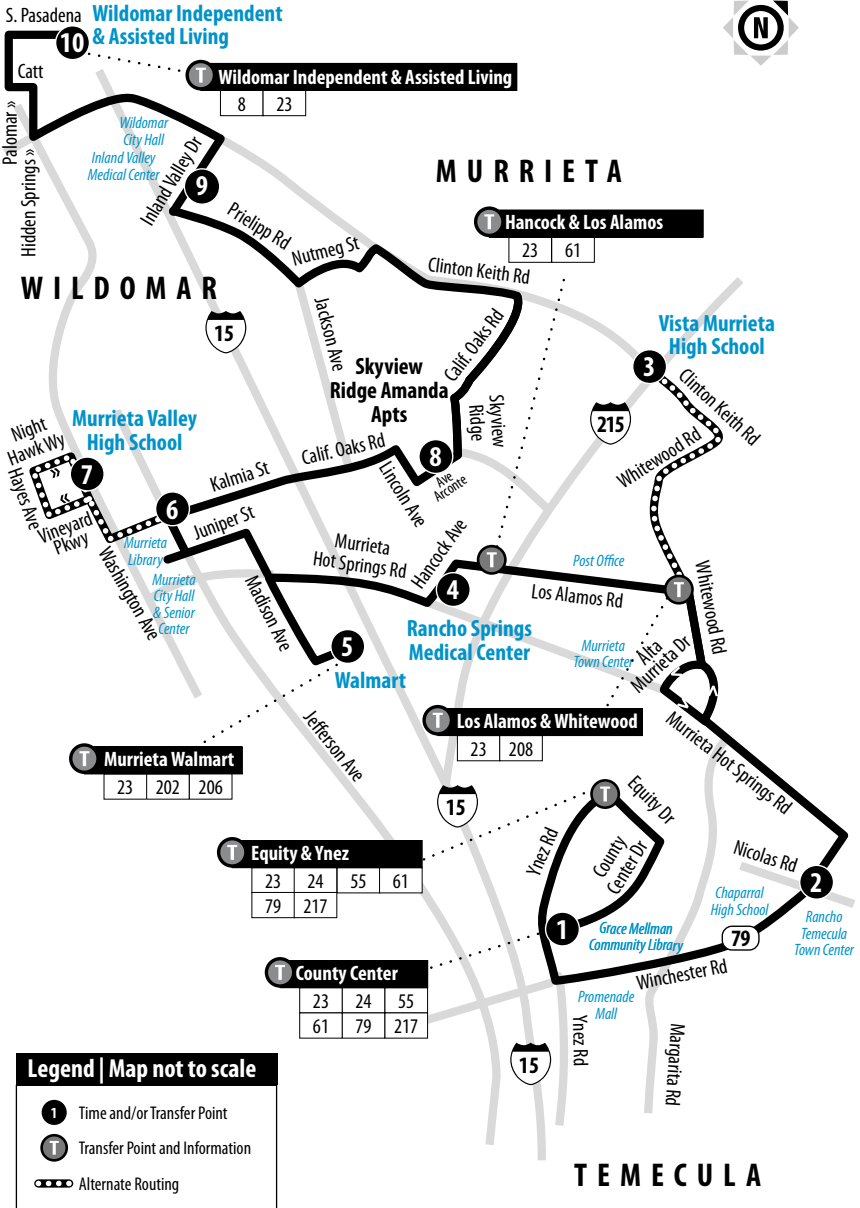 S. Pasadena
Wildomar Independent
& Assisted Living
10
N
Catt
T Wildomar Independent & Assisted Living
8 23
Palomar »
Hidden Springs »
Wildomar
City Hall
Inland Valley
Medical Center
Inland Valley Dr
9
MURRIETA
Prielipp Rd
Nutmeg St
T Hancock & Los Alamos
23 61
Clinton Keith Rd
WILDOMAR
15
Jackson Ave
Calif. Oaks Rd
Vista Murrieta
High School
3
Skyview
Ridge Amanda
Apts
Skyview
Ridge
215
Clinton Keith Rd
Whitewood Rd
Murrieta Valley
High School
Night
Hawk Wy
7
»
«
Hayes Ave
Vineyard
Pkwy
Calif. Oaks Rd
Kalmia St
8
Ave
Arconte
Lincoln Ave
6
Juniper St
Murrieta
Library
Murrieta
City Hall
& Senior
Center
Washington Ave
Murrieta
Hot Springs Rd
Hancock Ave
T
Post Office
Los Alamos Rd
T
Whitewood Rd
4
Rancho Springs
Medical Center
Madison Ave
5
Walmart
Murrieta
Town Center
Alta
Murrieta Dr
T Los Alamos & Whitewood
23 208
Murrieta Hot Springs Rd
Jefferson Ave
T Murrieta Walmart
23 202 206
15
T
Equity Dr
Ynez Rd
County
Center Dr
T Equity & Ynez
23 24 55 61
79 217
Nicolas Rd
2
Chaparral
High School
Rancho
Temecula
Town Center
1
Grace Mellman
Community Library
79
Winchester Rd
T County Center
23 24 55
61 79 217
Promenade
Mall
Ynez Rd
Margarita Rd
15
Legend | Map not to scale
1 Time and/or Transfer Point
T Transfer Point and Information
Alternate Routing
TEMECULA